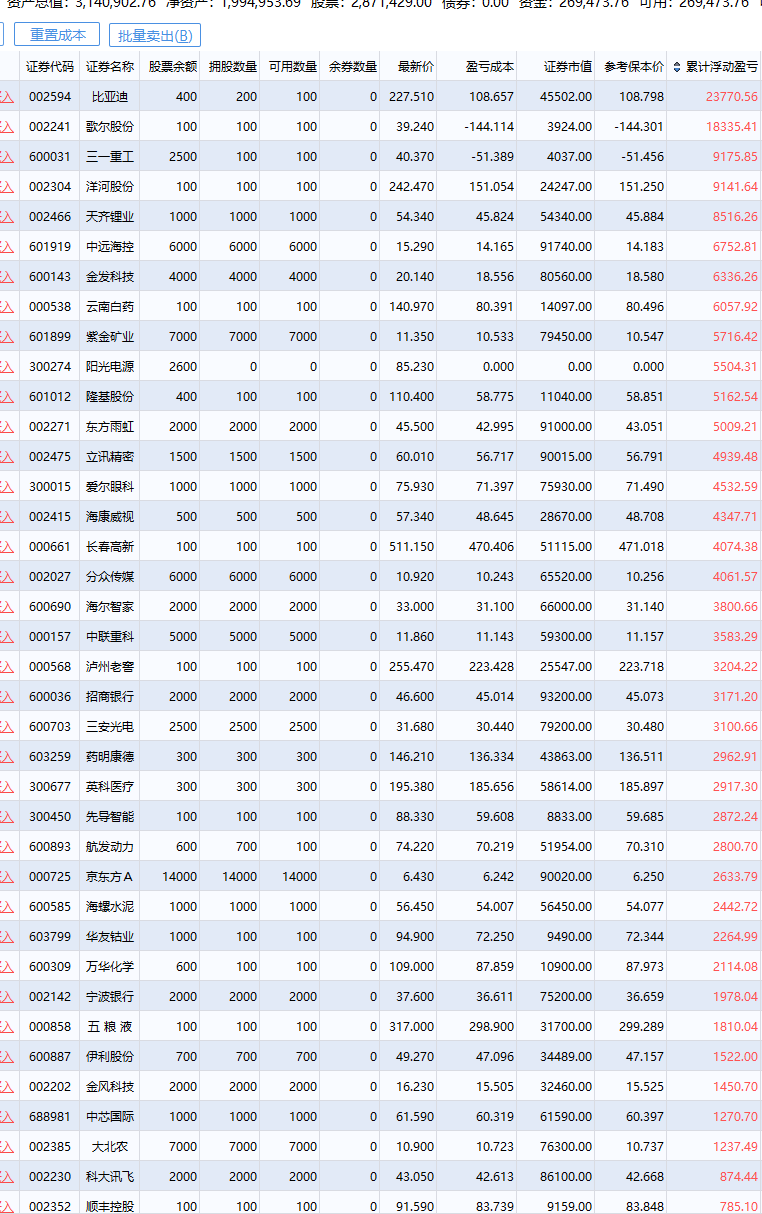 资产总值：3,140,902.76 净资产：1,994,953.69 股票：2,871,429.00 债券：0.00 资金：269,473.76 可用：269,473.76
重置成本 批量卖出(B)
证券代码 证券名称 股票余额 拥股数量 可用数量 余券数量 最新价 盈亏成本 证券市值 参考保本价 累计浮动盈亏
入 002594 比亚迪 400 200 100 0 227.510 108.657 45502.00 108.798 23770.56
入 002241 歌尔股份 100 100 100 0 39.240 -144.114 3924.00 -144.301 18335.41
入 600031 三一重工 2500 100 100 0 40.370 -51.389 4037.00 -51.456 9175.85
入 002304 洋河股份 100 100 100 0 242.470 151.054 24247.00 151.250 9141.64
入 002466 天齐锂业 1000 1000 1000 0 54.340 45.824 54340.00 45.884 8516.26
入 601919 中远海控 6000 6000 6000 0 15.290 14.165 91740.00 14.183 6752.81
入 600143 金发科技 4000 4000 4000 0 20.140 18.556 80560.00 18.580 6336.26
入 000538 云南白药 100 100 100 0 140.970 80.391 14097.00 80.496 6057.92
入 601899 紫金矿业 7000 7000 7000 0 11.350 10.533 79450.00 10.547 5716.42
入 300274 阳光电源 2600 0 0 0 85.230 0.000 0.00 0.000 5504.31
入 601012 隆基股份 400 100 100 0 110.400 58.775 11040.00 58.851 5162.54
入 002271 东方雨虹 2000 2000 2000 0 45.500 42.995 91000.00 43.051 5009.21
入 002475 立讯精密 1500 1500 1500 0 60.010 56.717 90015.00 56.791 4939.48
入 300015 爱尔眼科 1000 1000 1000 0 75.930 71.397 75930.00 71.490 4532.59
入 002415 海康威视 500 500 500 0 57.340 48.645 28670.00 48.708 4347.71
入 000661 长春高新 100 100 100 0 511.150 470.406 51115.00 471.018 4074.38
入 002027 分众传媒 6000 6000 6000 0 10.920 10.243 65520.00 10.256 4061.57
入 600690 海尔智家 2000 2000 2000 0 33.000 31.100 66000.00 31.140 3800.66
入 000157 中联重科 5000 5000 5000 0 11.860 11.143 59300.00 11.157 3583.29
入 000568 泸州老窖 100 100 100 0 255.470 223.428 25547.00 223.718 3204.22
入 600036 招商银行 2000 2000 2000 0 46.600 45.014 93200.00 45.073 3171.20
入 600703 三安光电 2500 2500 2500 0 31.680 30.440 79200.00 30.480 3100.66
入 603259 药明康德 300 300 300 0 146.210 136.334 43863.00 136.511 2962.91
入 300677 英科医疗 300 300 300 0 195.380 185.656 58614.00 185.897 2917.30
入 300450 先导智能 100 100 100 0 88.330 59.608 8833.00 59.685 2872.24
入 600893 航发动力 600 700 100 0 74.220 70.219 51954.00 70.310 2800.70
入 000725 京东方A 14000 14000 14000 0 6.430 6.242 90020.00 6.250 2633.79
入 600585 海螺水泥 1000 1000 1000 0 56.450 54.007 56450.00 54.077 2442.72
入 603799 华友钴业 1000 100 100 0 94.900 72.250 9490.00 72.344 2264.99
入 600309 万华化学 600 100 100 0 109.000 87.859 10900.00 87.973 2114.08
入 002142 宁波银行 2000 2000 2000 0 37.600 36.611 75200.00 36.659 1978.04
入 000858 五 粮 液 100 100 100 0 317.000 298.900 31700.00 299.289 1810.04
入 600887 伊利股份 700 700 700 0 49.270 47.096 34489.00 47.157 1522.00
入 002202 金风科技 2000 2000 2000 0 16.230 15.505 32460.00 15.525 1450.70
入 688981 中芯国际 1000 1000 1000 0 61.590 60.319 61590.00 60.397 1270.70
入 002385 大北农 7000 7000 7000 0 10.900 10.723 76300.00 10.737 1237.49
入 002230 科大讯飞 2000 2000 2000 0 43.050 42.613 86100.00 42.668 874.44
入 002352 顺丰控股 100 100 100 0 91.590 83.739 9159.00 83.848 785.10